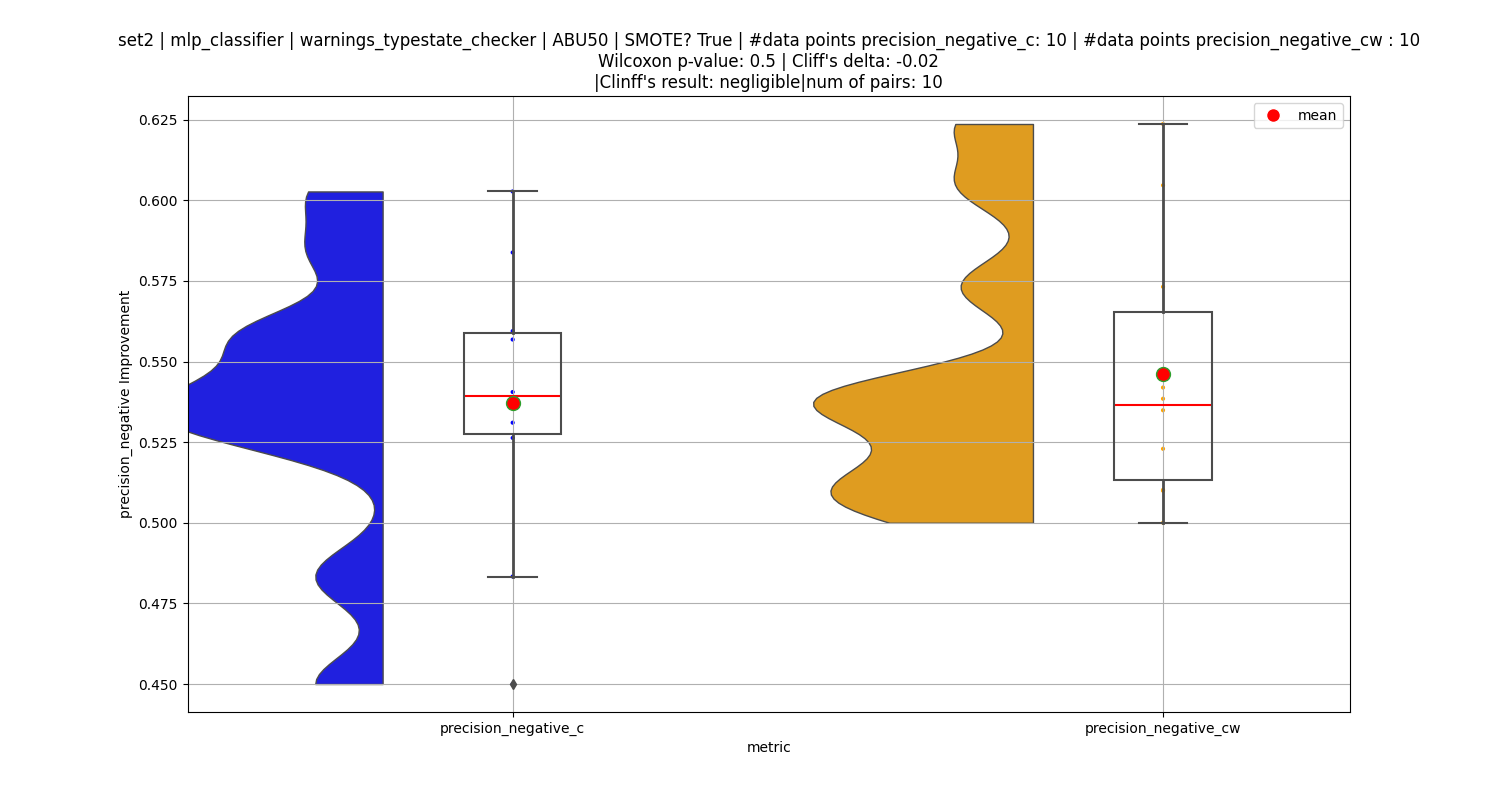 set2 | mlp_classifier | warnings_typestate_checker | ABU50 | SMOTE? True | #data points precision_negative_c: 10 | #data points precision_negative_cw : 10
Wilcoxon p-value: 0.5 | Cliff's delta: -0.02
|Clinff's result: negligible|num of pairs: 10
mean
0.625
0.600
0.575
0.550
0.525
0.500
0.475
0.450
precision_negative Improvement
precision_negative_c
precision_negative_cw
metric